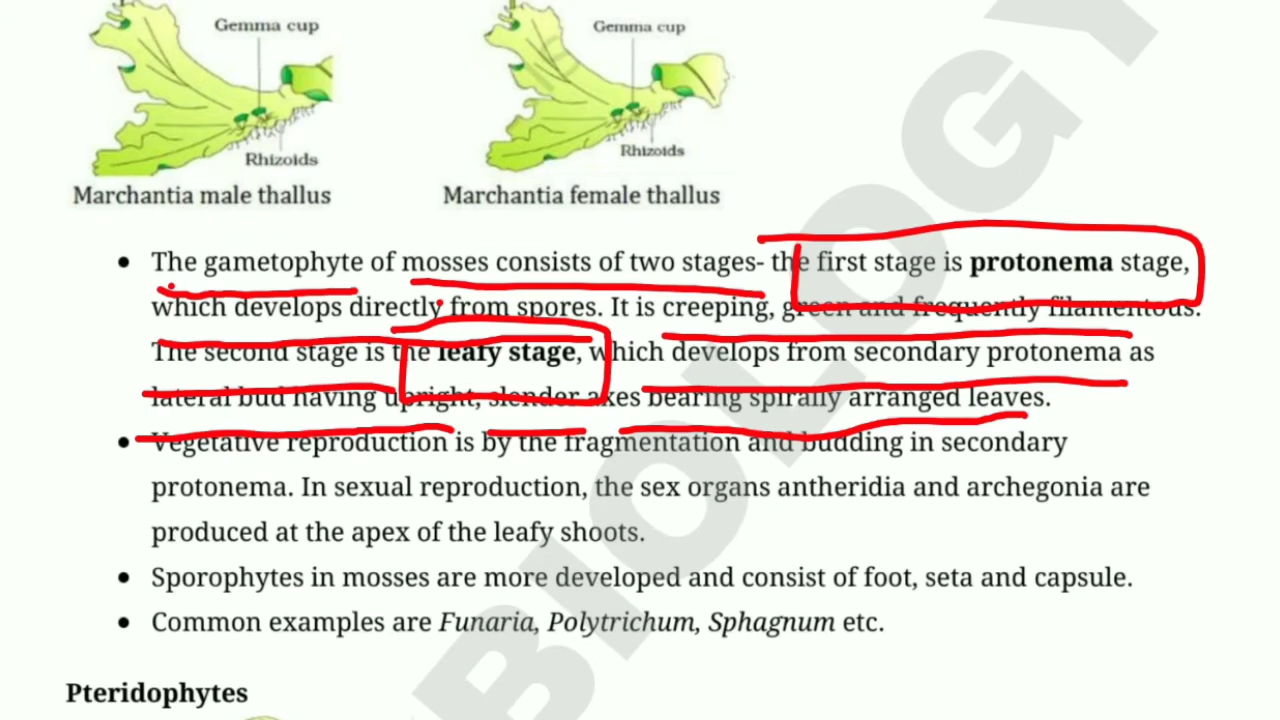 Gemma cup
Gemma cup
Rhizoids
Rhizoids
Marchantia male thallus
Marchantia female thallus
• The gametophyte of mosses consists of two stages- the first stage is protonema stage,
which develops directly from spores. It is creeping, green and frequently filamentous.
The second stage is the leafy stage, which develops from secondary protonema as
lateral bud having upright, slender axes bearing spirally arranged leaves.
• Vegetative reproduction is by the fragmentation and budding in secondary
protonema. In sexual reproduction, the sex organs antheridia and archegonia are
produced at the apex of the leafy shoots.
• Sporophytes in mosses are more developed and consist of foot, seta and capsule.
• Common examples are Funaria, Polytrichum, Sphagnum etc.
Pteridophytes
BIOLOGY